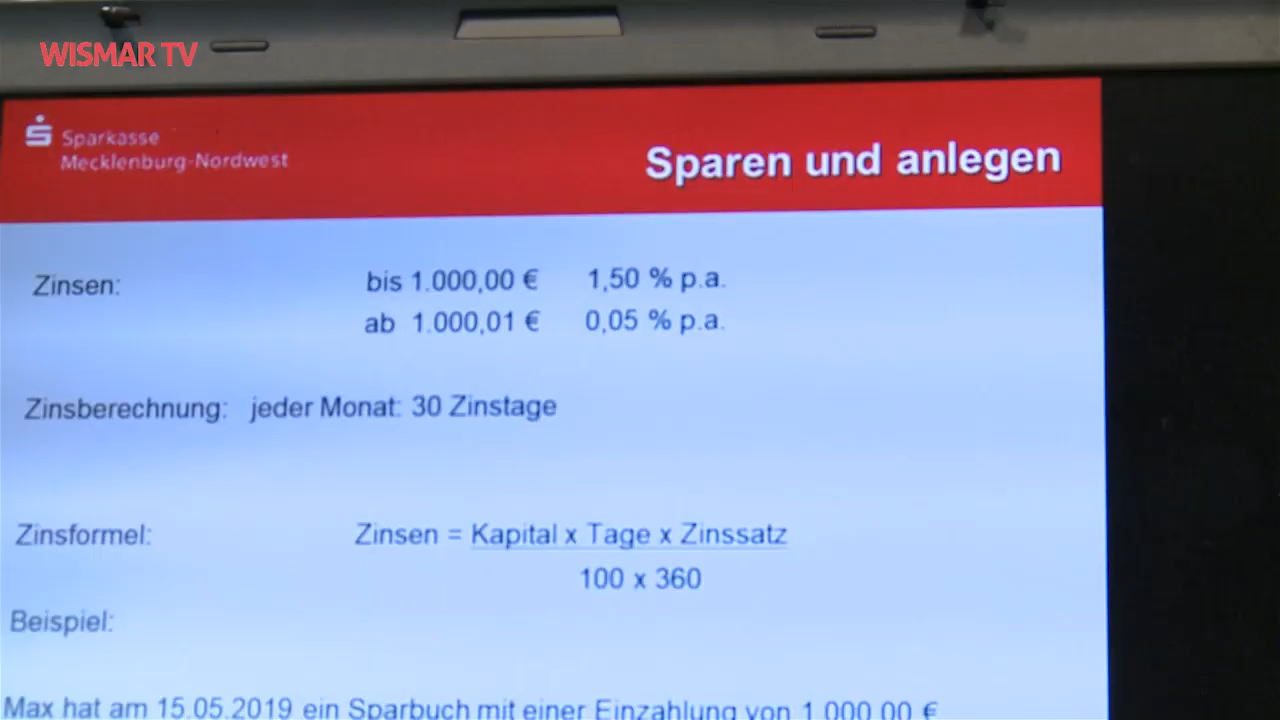 WISMAR TV
Sparkasse
Mecklenburg-Nordwest
Sparen und anlegen
Zinsen: bis 1.000,00 € 1,50 % p.a.
ab 1.000,01 € 0,05 % p.a.
Zinsberechnung: jeder Monat: 30 Zinstage
Zinsformel: Zinsen = Kapital x Tage x Zinssatz
100 x 360
Beispiel:
Max hat am 15.05.2019 ein Sparbuch mit einer Einzahlung von 1.000,00 €